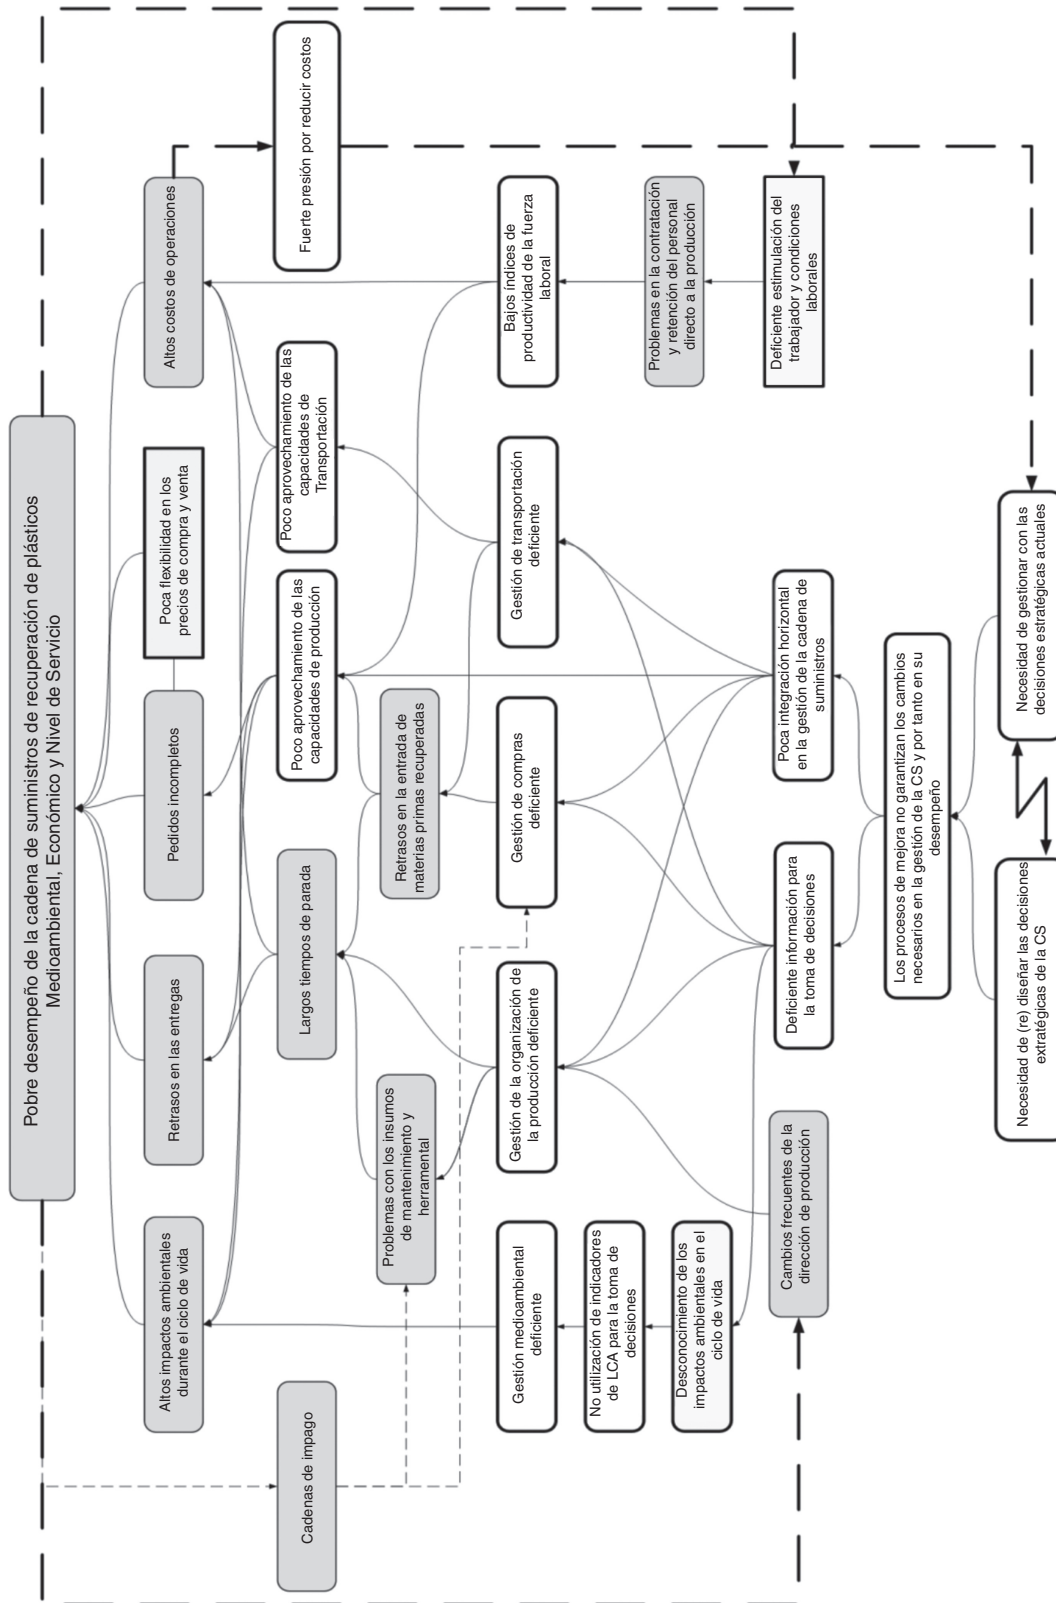 Pobre desempeño de la cadena de suministros de recuperación de plásticos
Medioambiental, Económico y Nivel de Servicio
Altos impactos ambientales
durante el ciclo de vida
Retrasos en las entregas
Pedidos incompletos
Poca flexibilidad en los
precios de compra y venta
Altos costos de operaciones
Cadenas de impago
Largos tiempos de parada
Poco aprovechamiento de las
capacidades de producción
Poco aprovechamiento de las
capacidades de
Transportación
Fuerte presión por reducir costos
Problemas con los insumos
de mantenimiento y
herramental
Retrasos en la entrada de
materias primas recuperadas
Gestión medioambiental
deficiente
Gestión de la organización de
la producción deficiente
Gestión de compras
deficiente
Gestión de transportación
deficiente
Bajos índices de
productividad de la fuerza
laboral
No utilización de indicadores
de LCA para la toma de
decisiones
Problemas en la contratación
y retención del personal
directo a la producción
Desconocimiento de los
impactos ambientales en el
ciclo de vida
Cambios frecuentes de la
dirección de producción
Deficiente información para
la toma de decisiones
Poca integración horizontal
en la gestión de la cadena de
suministros
Deficiente estimulación del
trabajador y condiciones
laborales
Los procesos de mejora no garantizan los cambios
necesarios en la gestión de la CS y por tanto en su
desempeño
Necesidad de (re) diseñar las decisiones
extratégicas de la CS
Necesidad de gestionar con las
decisiones estratégicas actuales